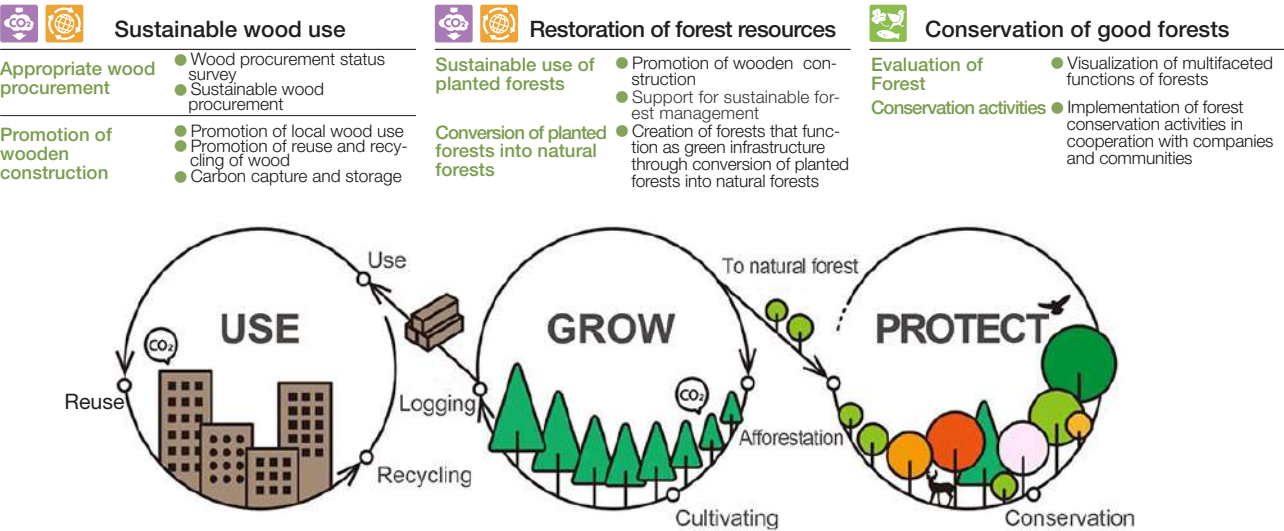 CO2
Sustainable wood use
Appropriate wood
procurement
● Wood procurement status
survey
● Sustainable wood
procurement
Promotion of
wooden
construction
● Promotion of local wood use
● Promotion of reuse and recy-
cling of wood
● Carbon capture and storage
CO2
Restoration of forest resources
Sustainable use of
planted forests
● Promotion of wooden con-
struction
● Support for sustainable for-
est management
Conversion of planted
forests into natural
forests
● Creation of forests that func-
tion as green infrastructure
through conversion of planted
forests into natural forests
Conservation of good forests
Evaluation of
Forest
● Visualization of multifaceted
functions of forests
Conservation activities
● Implementation of forest
conservation activities in
cooperation with companies
and communities
Use
USE
CO2
Reuse
Recycling
Logging
GROW
CO2
To natural forest
Afforestation
Cultivating
PROTECT
Conservation